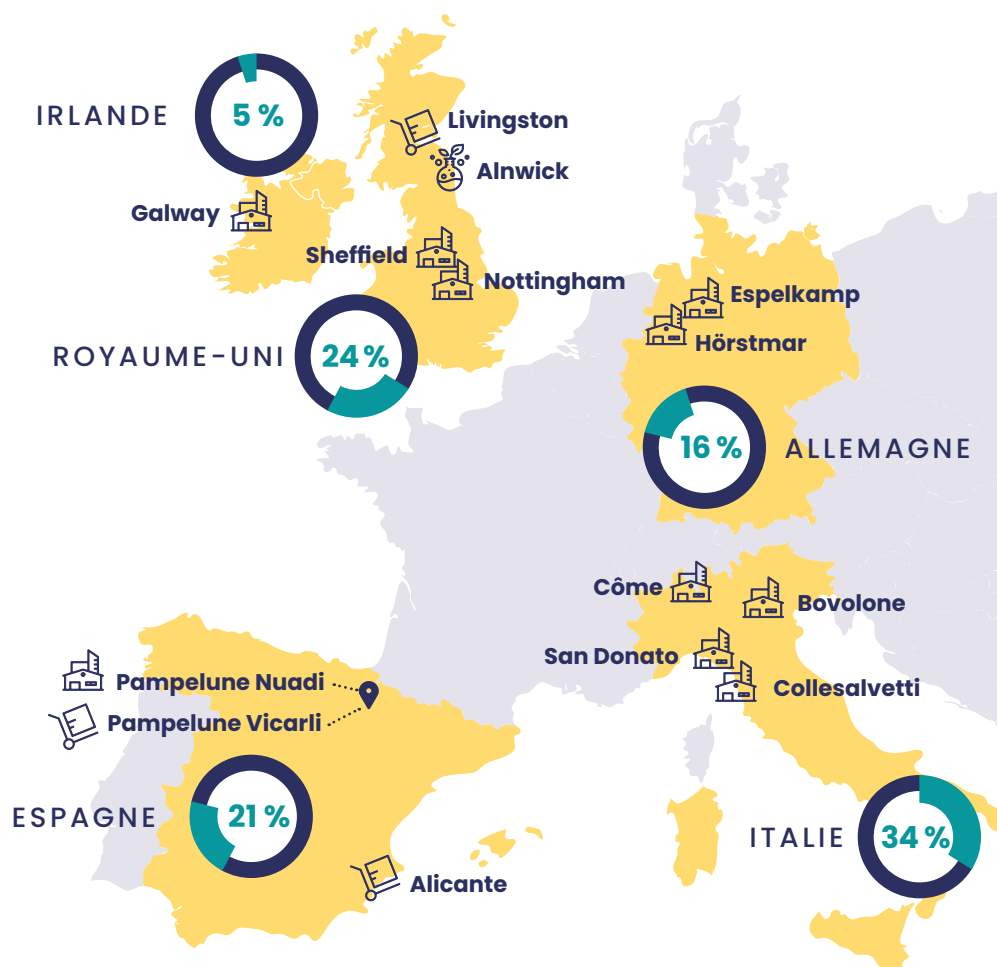 IRLANDE
5 %
Livingston
Alnwick
Galway
Sheffield
Nottingham
Espelkamp
Hörstmar
ROYAUME-UNI
24 %
16 %
ALLEMAGNE
Côme
Bovolone
San Donato
Collesalvetti
Pampelune Nuadi
Pampelune Vicarli
ESPAGNE
21 %
ITALIE
34 %
Alicante